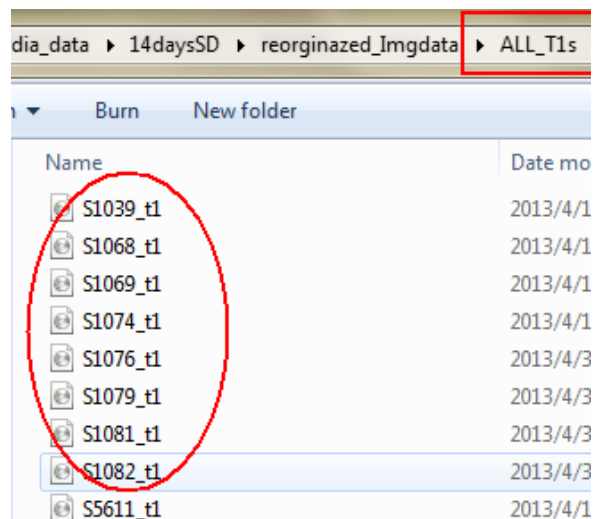 dia_data ▸ 14daysSD ▸ reorginazed_Imgdata ▸ ALL_T1s
Burn New folder
Name Date mo
S1039_t1 2013/4/1
S1068_t1 2013/4/1
S1069_t1 2013/4/1
S1074_t1 2013/4/1
S1076_t1 2013/4/3
S1079_t1 2013/4/3
S1081_t1 2013/4/3
S1082_t1 2013/4/3
S5611_t1 2013/4/1